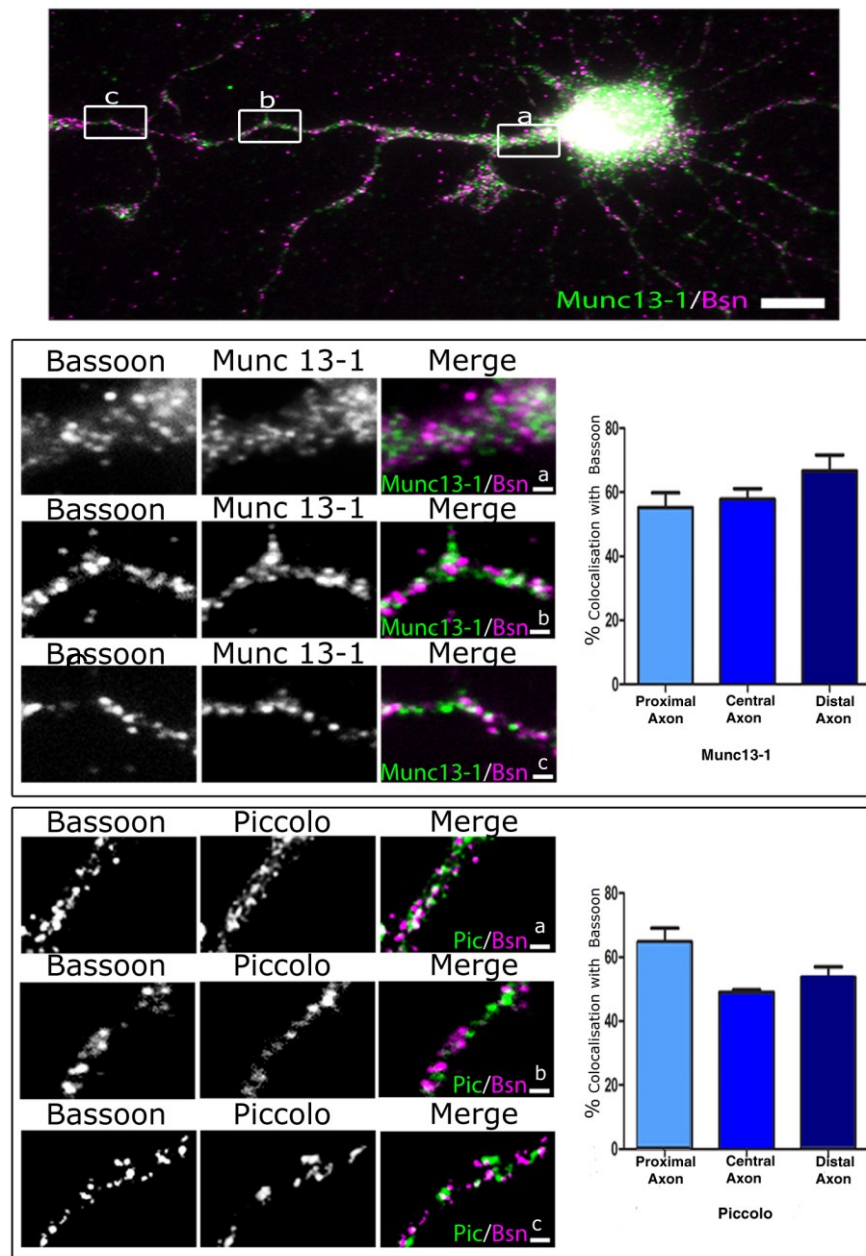 c
b
a
Munc13-1/Bsn
Bassoon Munc 13-1 Merge
Munc13-1/Bsn a
Bassoon Munc 13-1 Merge
Munc13-1/Bsn b
Bassoon Munc 13-1 Merge
Munc13-1/Bsn c
% Colocalisation with Bassoon
80
60
40
20
0
Proximal Axon
Central Axon
Distal Axon
Munc13-1
Bassoon Piccolo Merge
Pic/Bsn a
Bassoon Piccolo Merge
Pic/Bsn b
Bassoon Piccolo Merge
Pic/Bsn c
% Colocalisation with Bassoon
80
60
40
20
0
Proximal Axon
Central Axon
Distal Axon
Piccolo